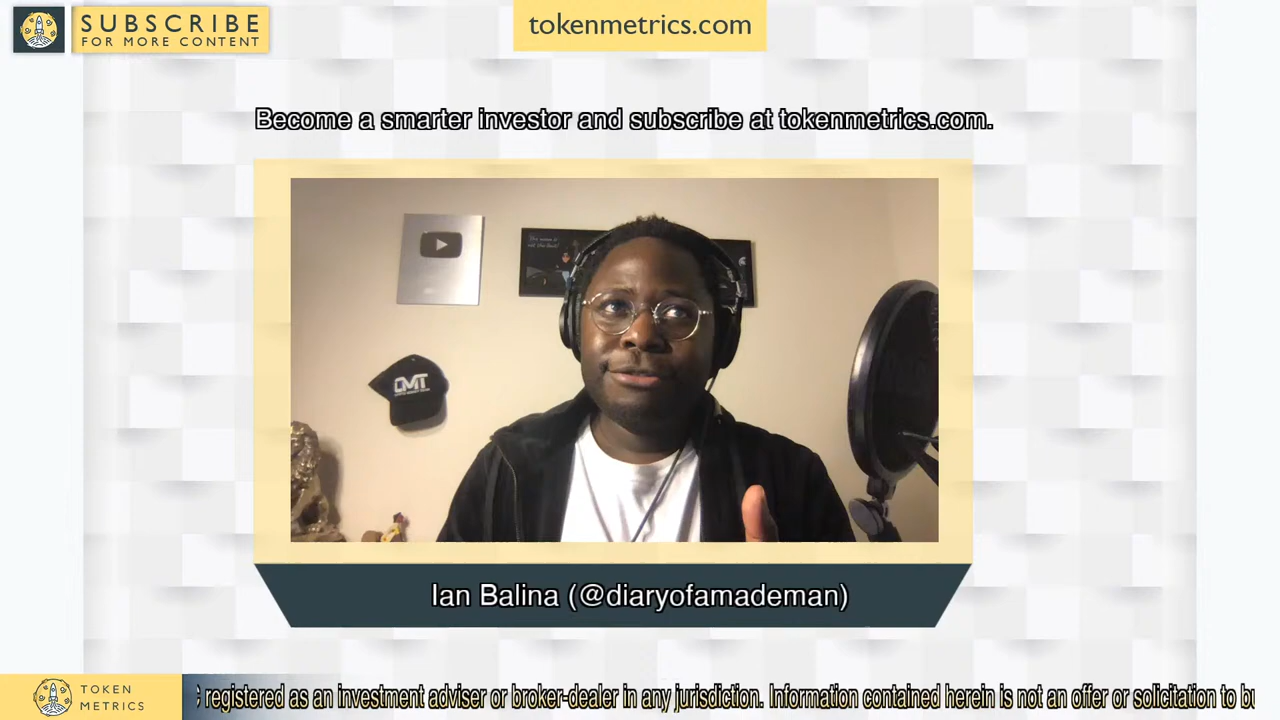 SUBSCRIBE
FOR MORE CONTENT
tokenmetrics.com
Become a smarter investor and subscribe at tokenmetrics.com.
Ian Balina (@diaryofamademan)
TOKEN
METRICS
registered as an investment adviser or broker-dealer in any jurisdiction. Information contained herein is not an offer or solicitation to